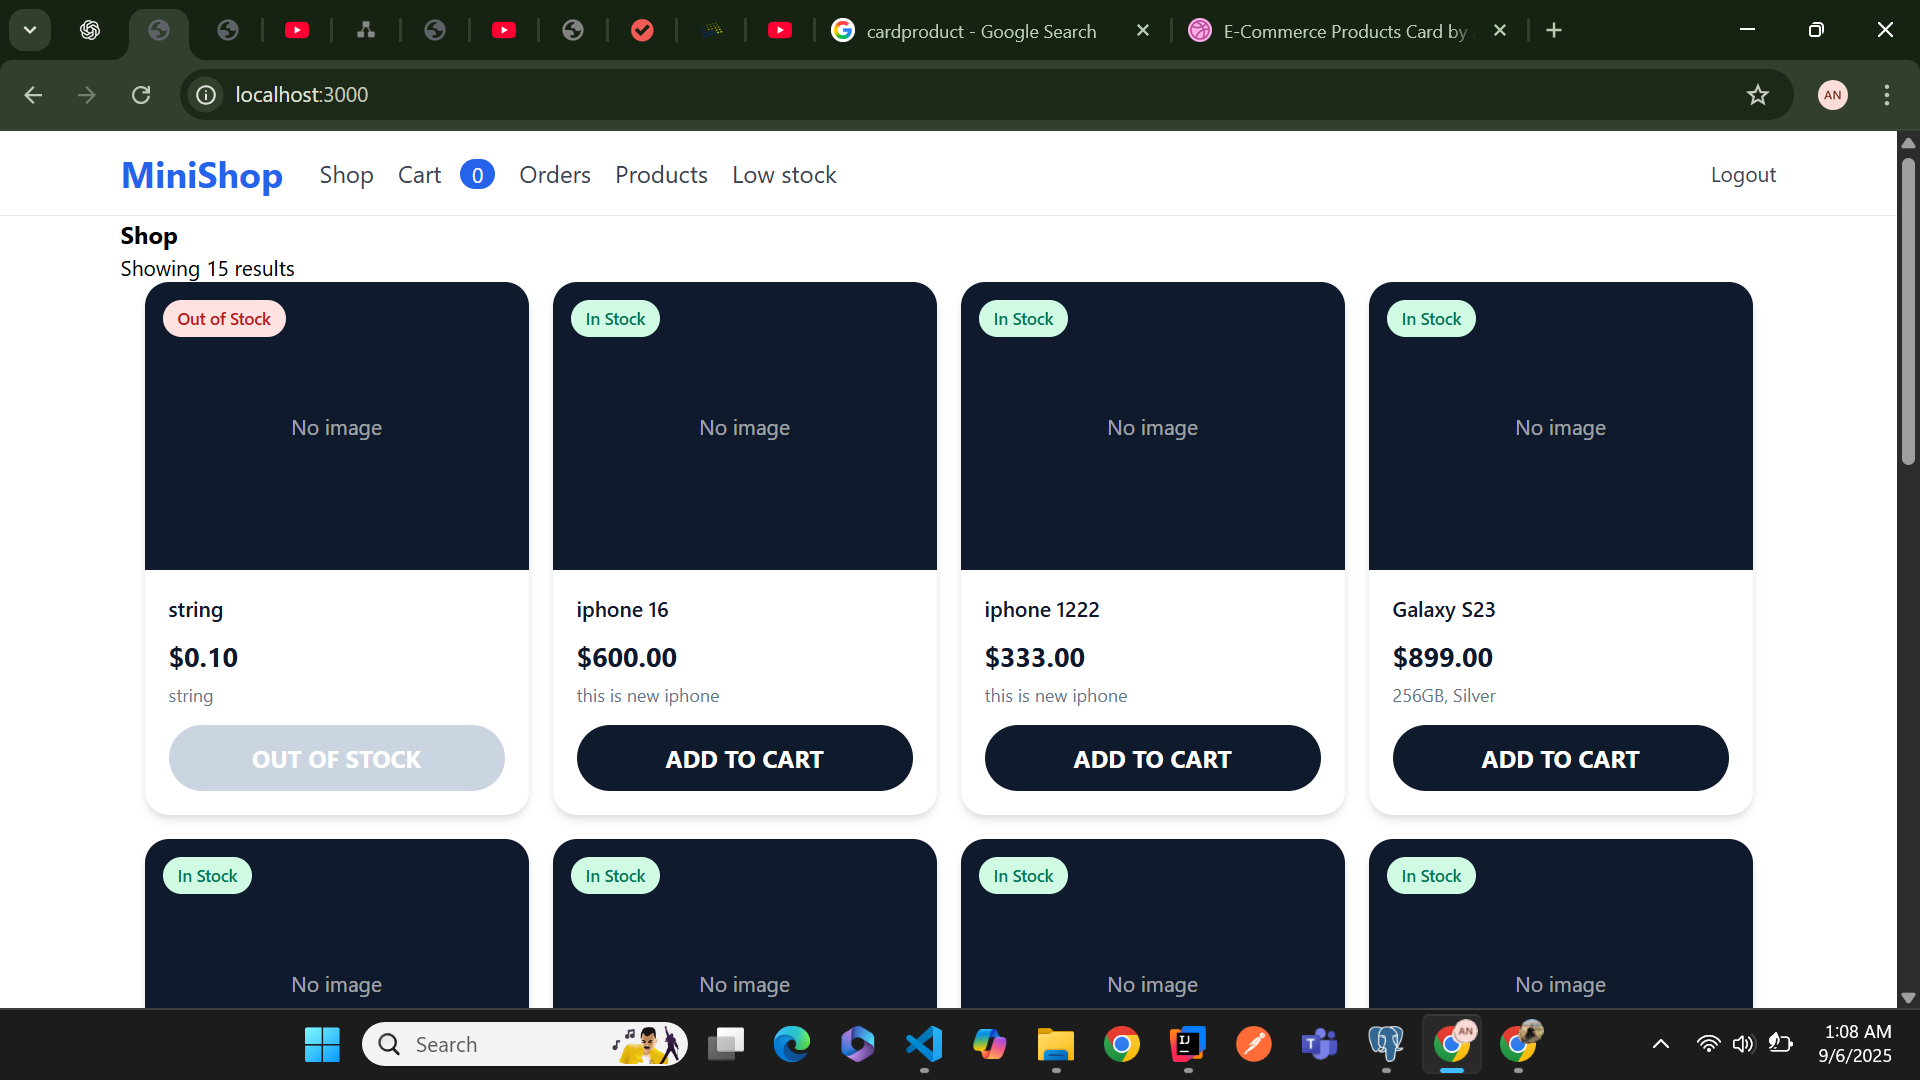 cardproduct - Google Search
E-Commerce Products Card by
localhost:3000
AN
MiniShop
Shop
Cart
0
Orders
Products
Low stock
Logout
Shop
Showing 15 results
Out of Stock
In Stock
In Stock
In Stock
No image
No image
No image
No image
string
iphone 16
iphone 1222
Galaxy S23
$0.10
$600.00
$333.00
$899.00
string
this is new iphone
this is new iphone
256GB, Silver
OUT OF STOCK
ADD TO CART
ADD TO CART
ADD TO CART
In Stock
In Stock
In Stock
In Stock
No image
No image
No image
No image
Search
IJ
T
AN
1:08 AM
9/6/2025